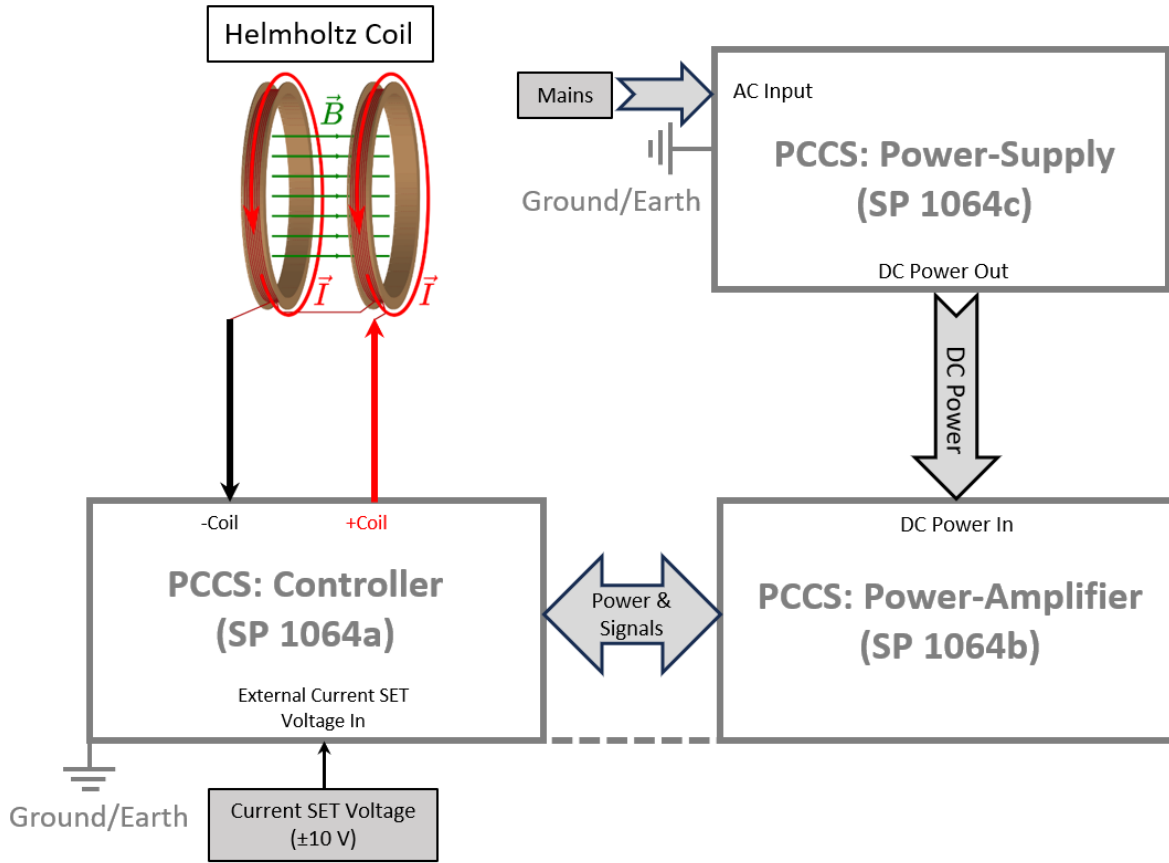 Helmholtz Coil
B
I
I
Mains
AC Input
PCCS: Power-Supply
(SP 1064c)
Ground/Earth
DC Power Out
DC Power
-Coil
+Coil
PCCS: Controller
(SP 1064a)
External Current SET
Voltage In
Power &
Signals
DC Power In
PCCS: Power-Amplifier
(SP 1064b)
Ground/Earth
Current SET Voltage
(±10 V)